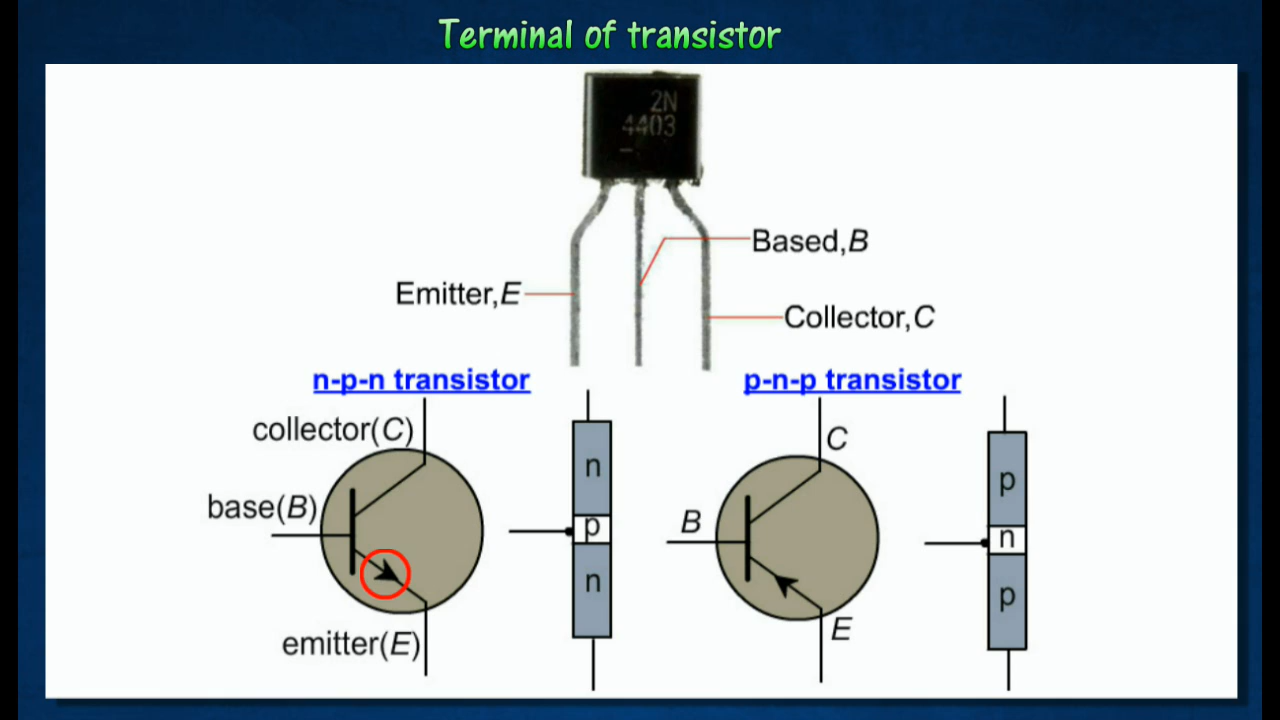 Terminal of transistor
2N
4403
Based,B
Emitter,E
Collector,C
n-p-n transistor
p-n-p transistor
collector(C)
base(B)
emitter(E)
n
p
n
C
B
E
p
n
p